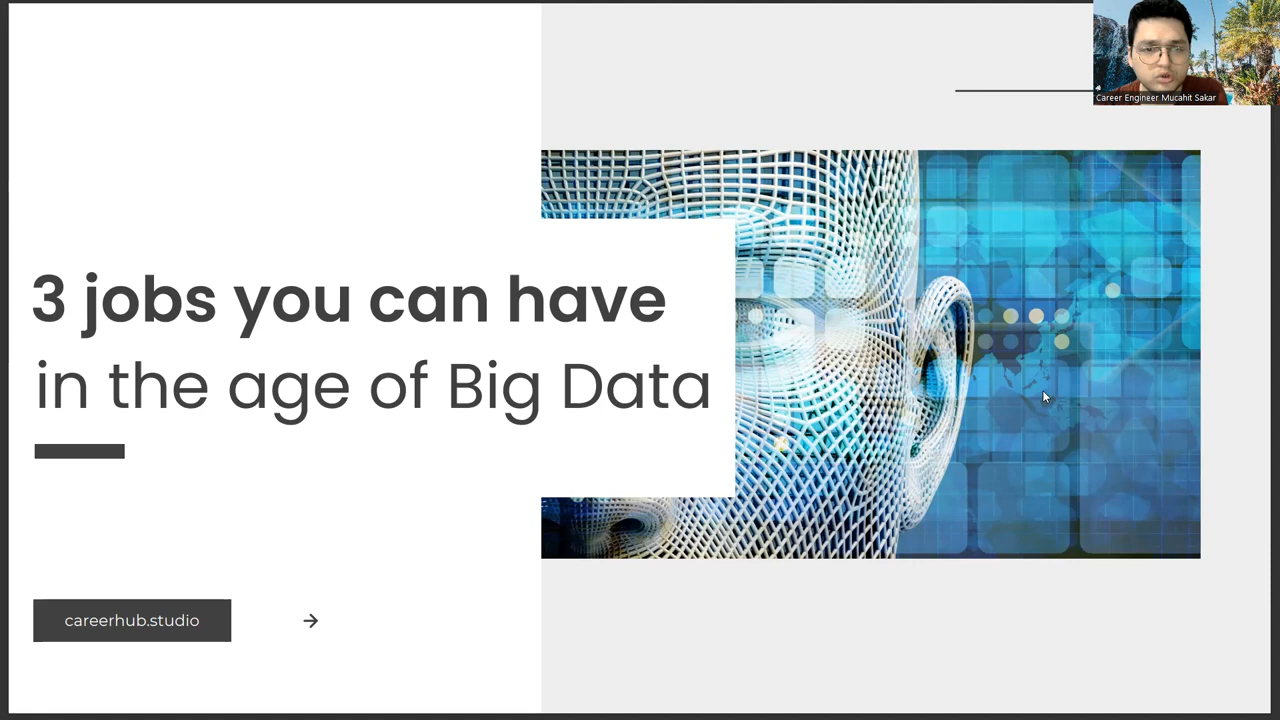 Career Engineer Mucahit Sakar
3 jobs you can have
in the age of Big Data
careerhub.studio